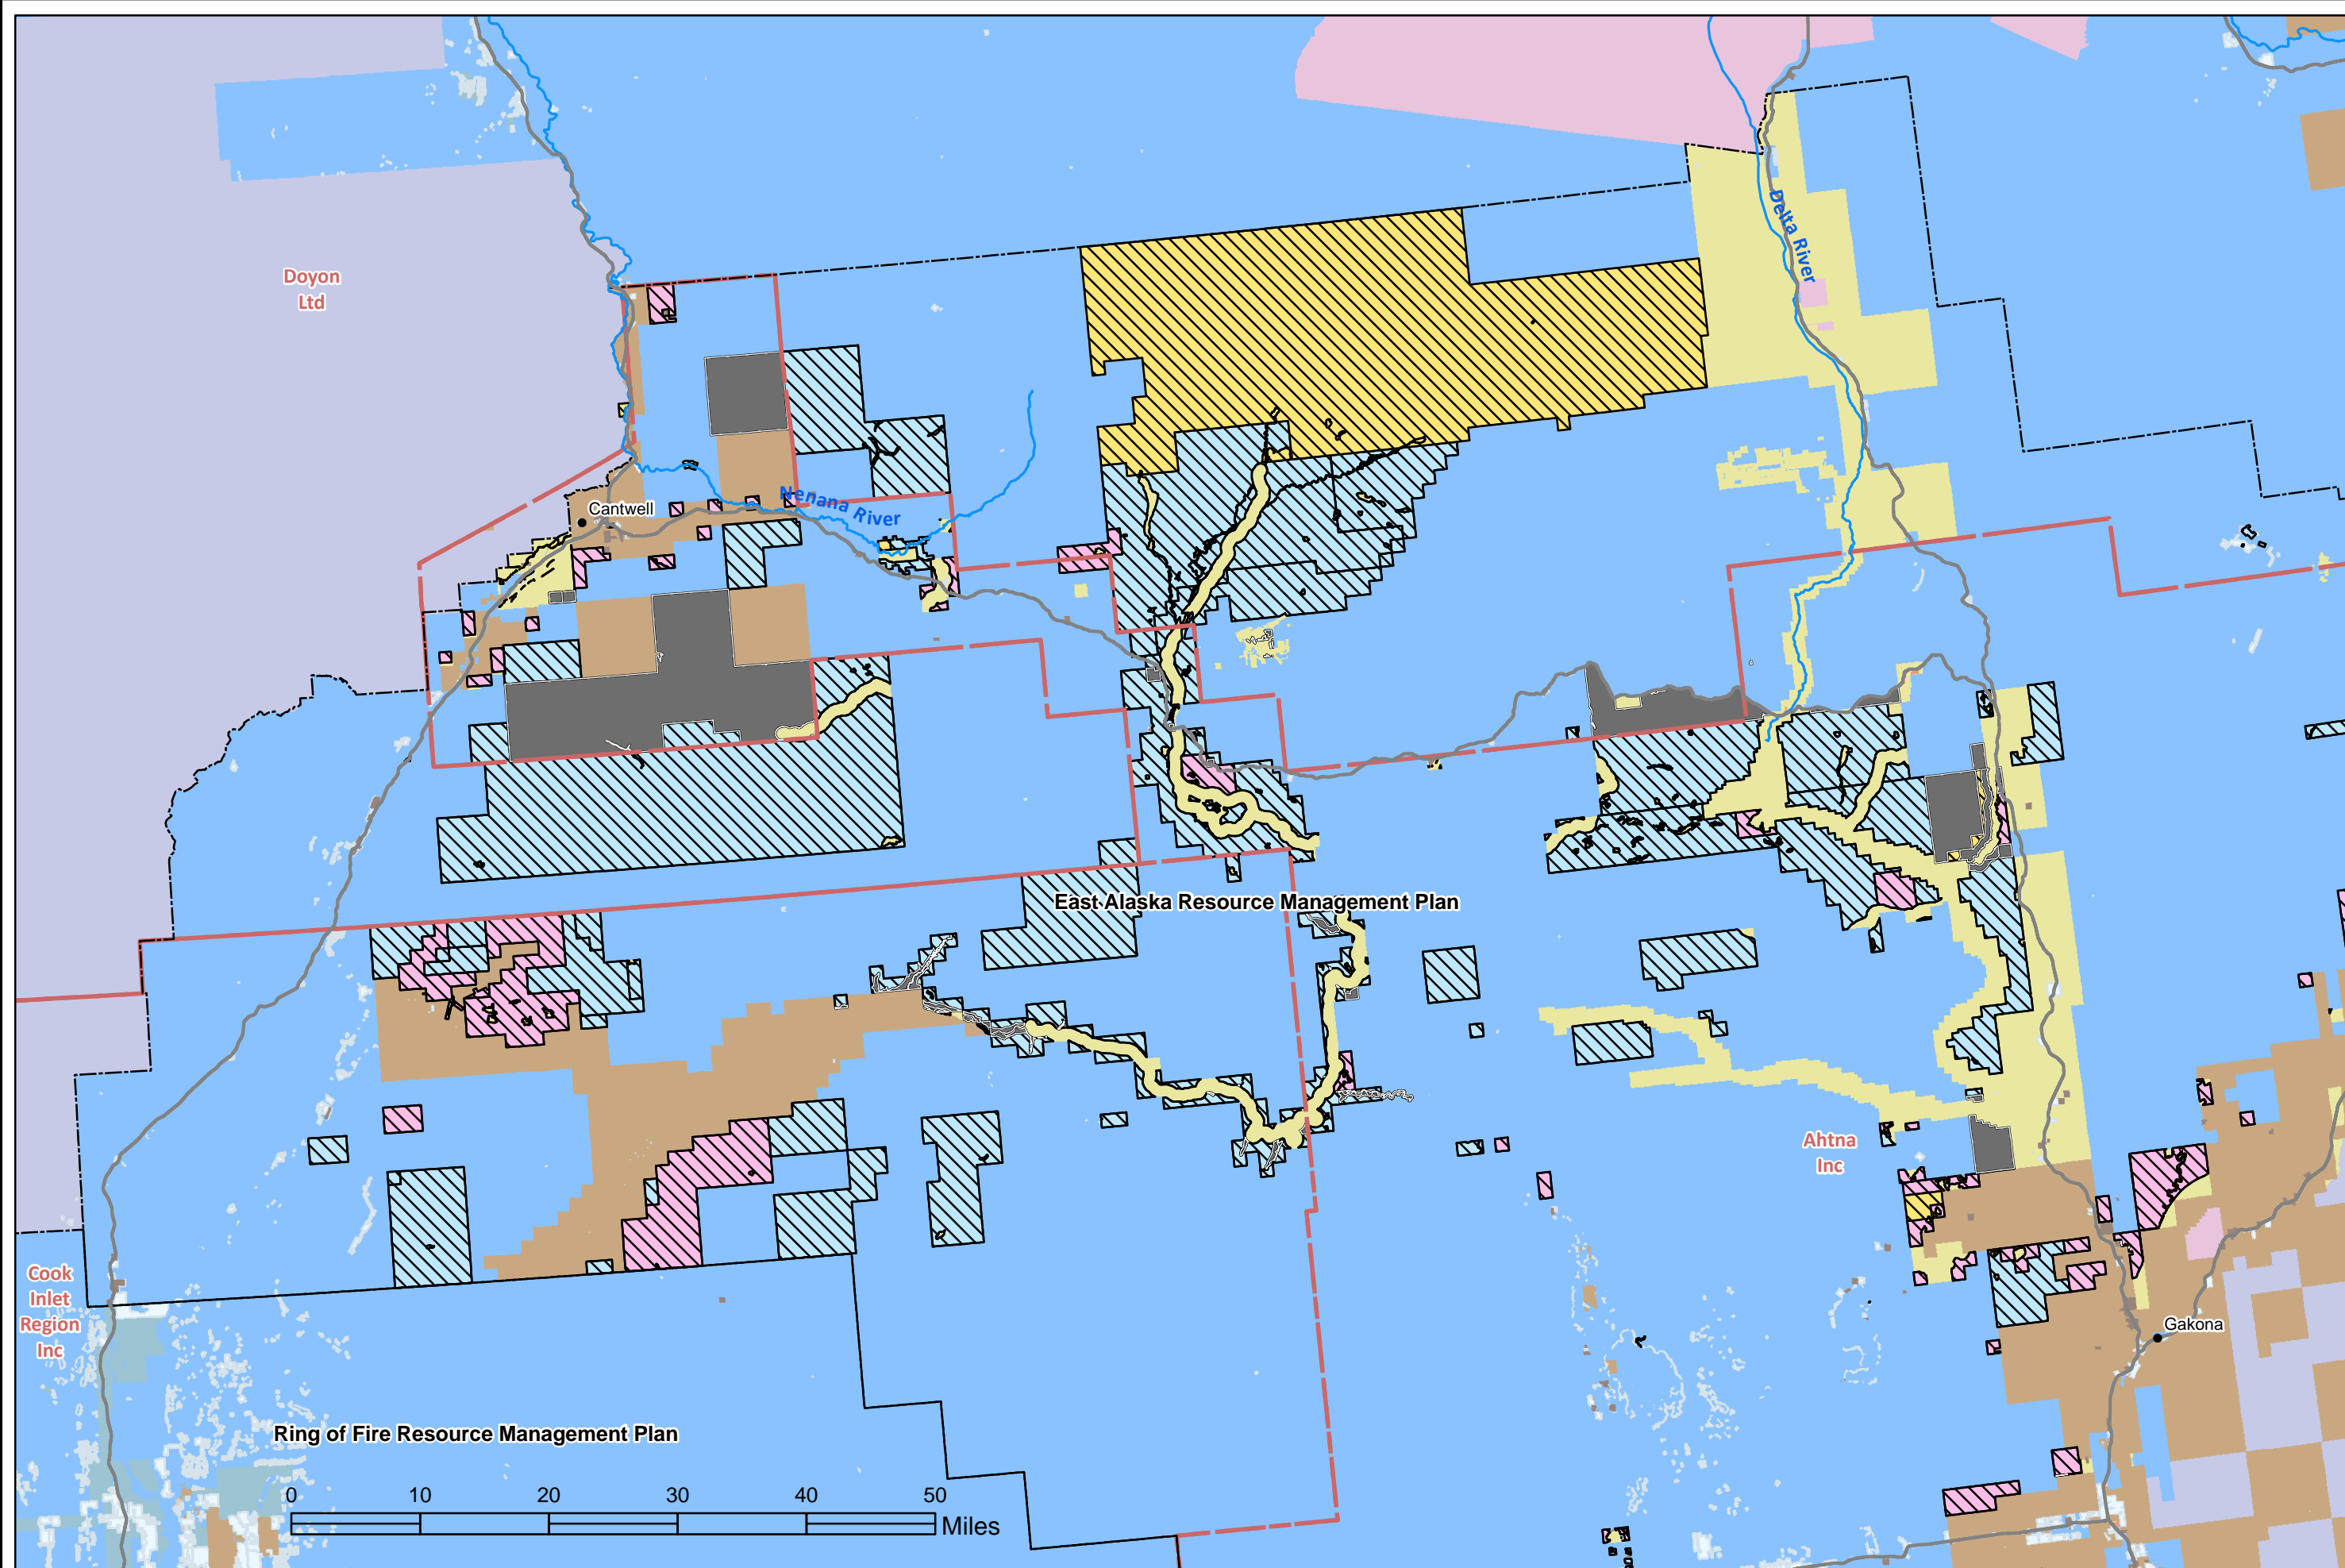 Delta River
Doyon
Ltd
Nenana River
Cantwell
East Alaska Resource Management Plan
Ahtna
Inc
Cook
Inlet
Region
Inc
Gakona
Ring of Fire Resource Management Plan
0 10 20 30 40 50
Miles